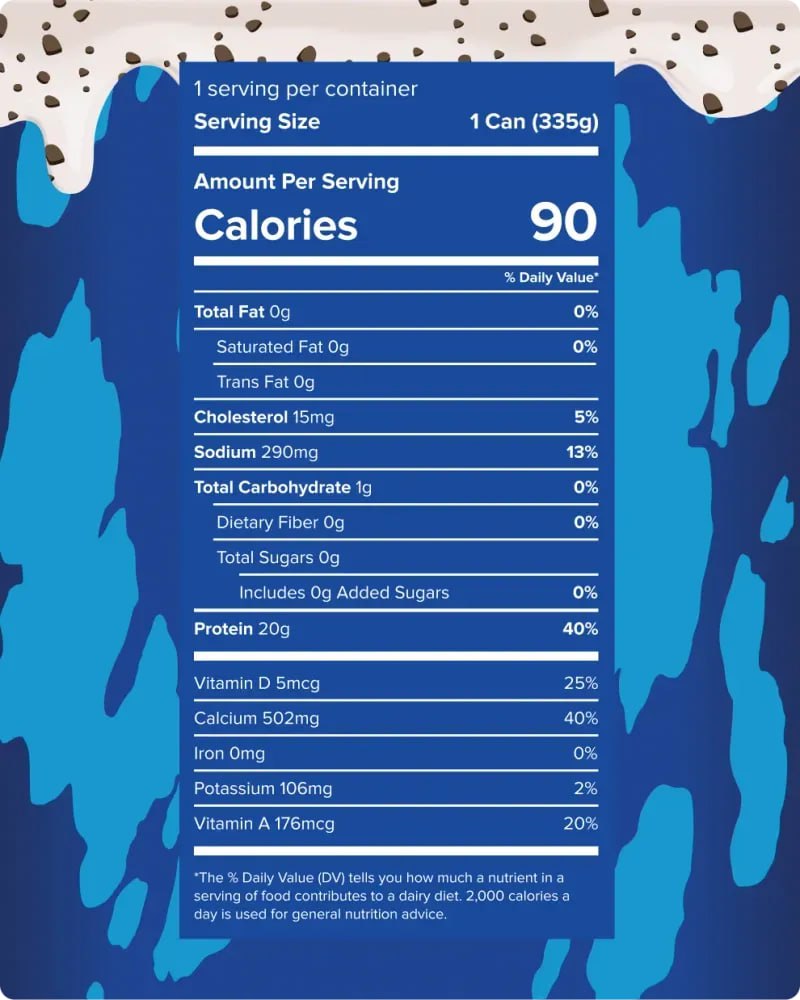 1 serving per container
Serving Size 1 Can (335g)
Amount Per Serving
Calories 90
% Daily Value*
Total Fat 0g 0%
Saturated Fat 0g 0%
Trans Fat 0g
Cholesterol 15mg 5%
Sodium 290mg 13%
Total Carbohydrate 1g 0%
Dietary Fiber 0g 0%
Total Sugars 0g
Includes 0g Added Sugars 0%
Protein 20g 40%
Vitamin D 5mcg 25%
Calcium 502mg 40%
Iron 0mg 0%
Potassium 106mg 2%
Vitamin A 176mcg 20%
*The % Daily Value (DV) tells you how much a nutrient in a
serving of food contributes to a dairy diet. 2,000 calories a
day is used for general nutrition advice.